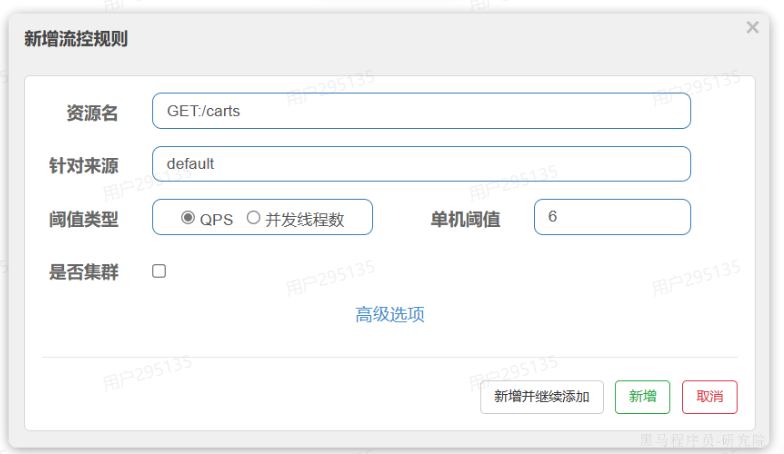 新增流控规则
×
资源名 GET:/carts
针对来源 default
阈值类型 QPS 并发线程数 单机阈值 6
是否集群
高级选项
新增并继续添加 新增 取消
用户295135
用户295135
用户295135
用户295135
用户295135
用户295135
用户295135
用户295135
黑马程序员-研究院